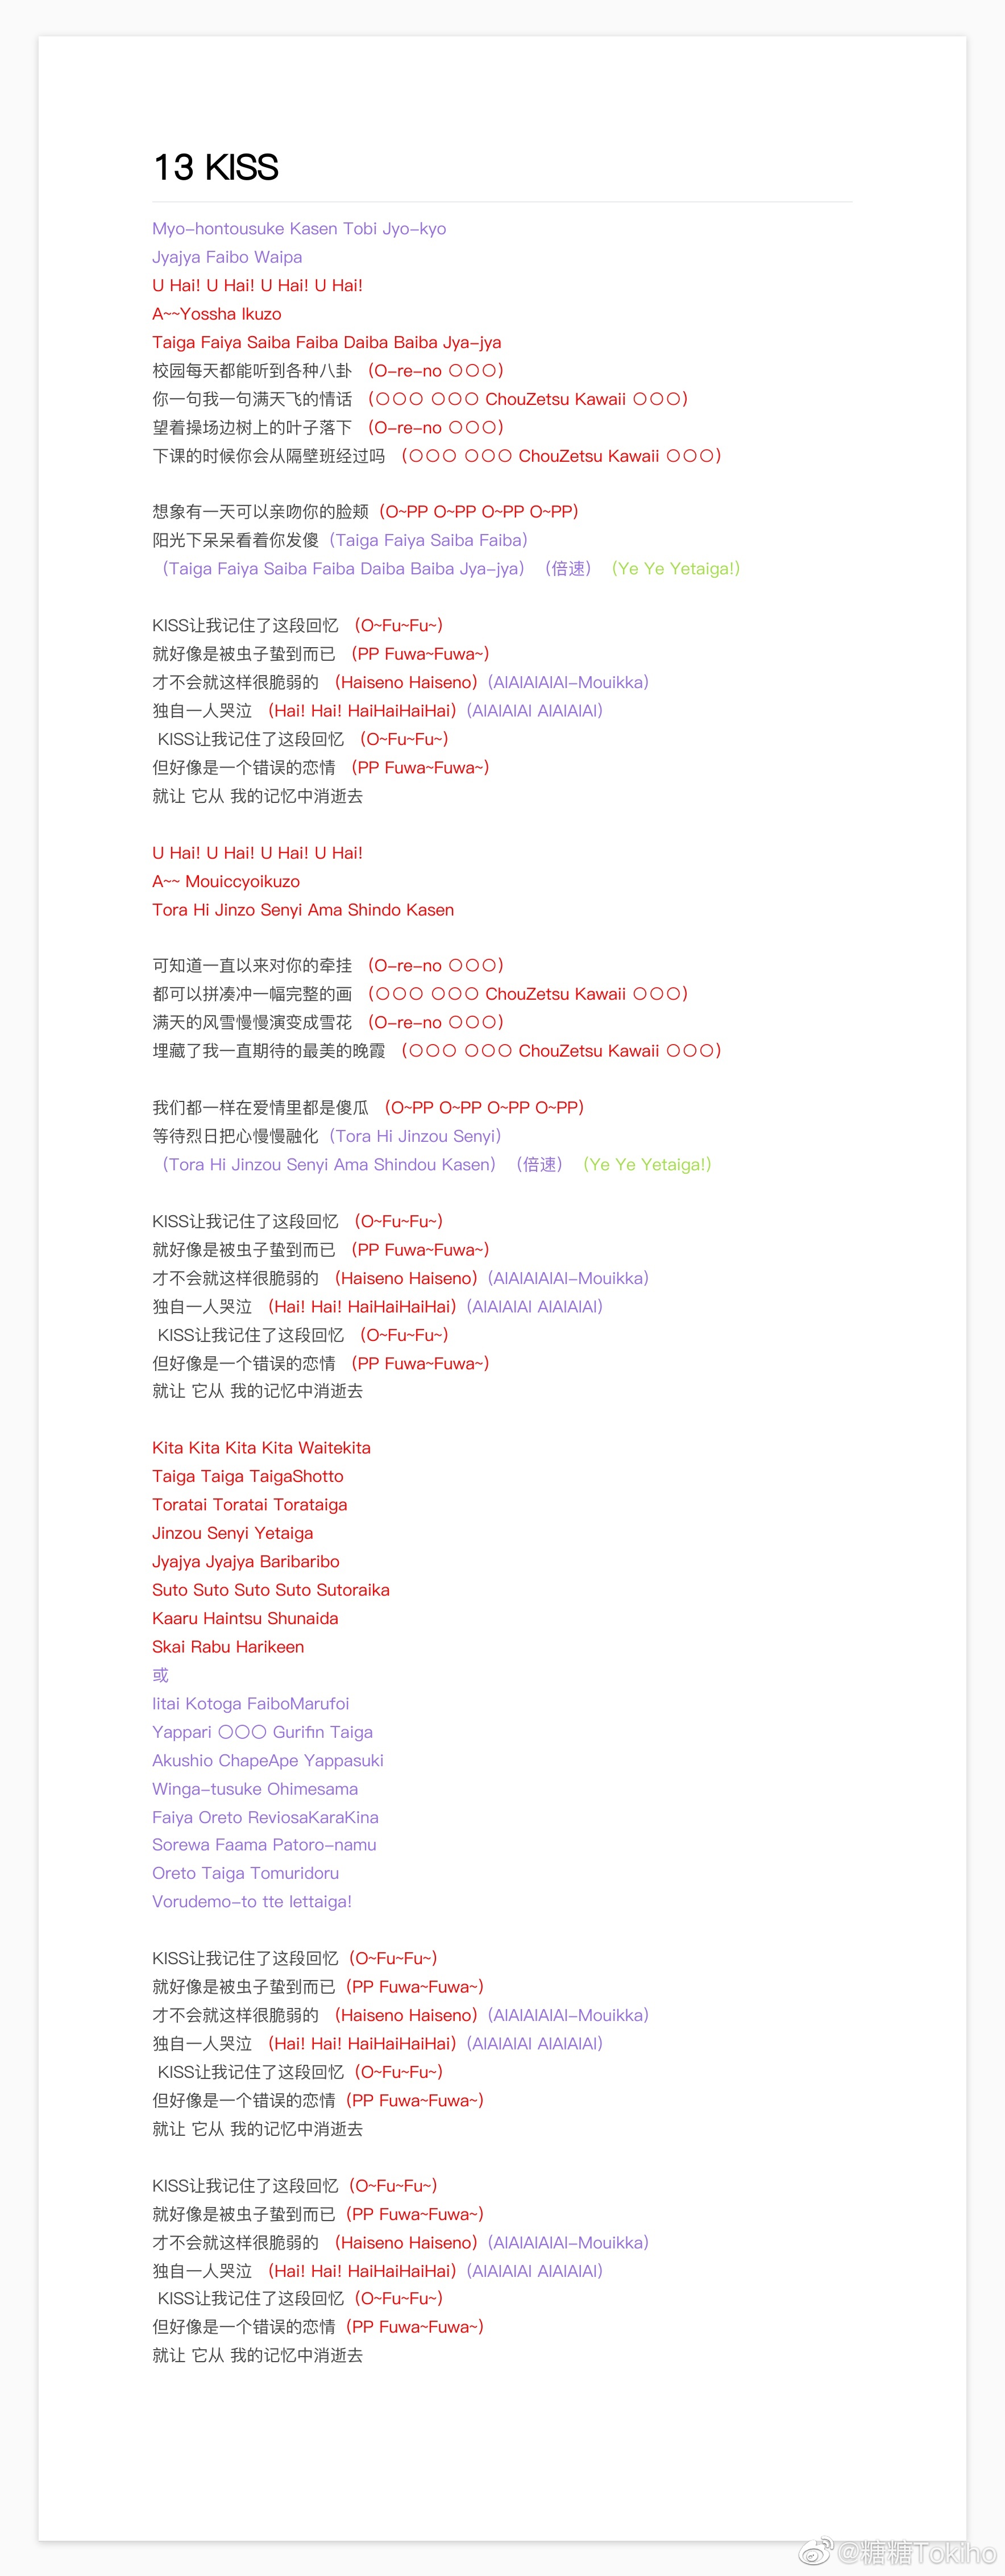 13 KISS
Myo-hontousuke Kasen Tobi Jyo-kyo
Jyajya Faibo Waipa
U Hai! U Hai! U Hai! U Hai!
A~~Yossha Ikuzo
Taiga Faiya Saiba Faiba Daiba Baiba Jya-jya
校园每天都能听到各种八卦 （O-re-no 〇〇〇）
你一句我一句满天飞的情话 （〇〇〇 〇〇〇 ChouZetsu Kawaii 〇〇〇）
望着操场边树上的叶子落下 （O-re-no 〇〇〇）
下课的时候你会从隔壁班经过吗 （〇〇〇 〇〇〇 ChouZetsu Kawaii 〇〇〇）
想象有一天可以亲吻你的脸颊（O~PP O~PP O~PP O~PP）
阳光下呆呆看着你发傻（Taiga Faiya Saiba Faiba）
（Taiga Faiya Saiba Faiba Daiba Baiba Jya-jya）（倍速）（Ye Ye Yetaiga!）
KISS让我记住了这段回忆 （O~Fu~Fu~）
就好像是被虫子蛰到而已 （PP Fuwa~Fuwa~）
才不会就这样很脆弱的 （Haiseno Haiseno）（AIAIAIAIAI-Mouikka）
独自一人哭泣 （Hai! Hai! HaiHaiHaiHai）（AIAIAIAI AIAIAIAI）
KISS让我记住了这段回忆 （O~Fu~Fu~）
但好像是一个错误的恋情 （PP Fuwa~Fuwa~）
就让 它从 我的记忆中消逝去
U Hai! U Hai! U Hai! U Hai!
A~~ Mouiccyoikuzo
Tora Hi Jinzo Senyi Ama Shindo Kasen
可知道一直以来对你的牵挂 （O-re-no 〇〇〇）
都可以拼凑冲一幅完整的画 （〇〇〇 〇〇〇 ChouZetsu Kawaii 〇〇〇）
满天的风雪慢慢演变成雪花 （O-re-no 〇〇〇）
埋藏了我一直期待的最美的晚霞 （〇〇〇 〇〇〇 ChouZetsu Kawaii 〇〇〇）
我们都一样在爱情里都是傻瓜 （O~PP O~PP O~PP O~PP）
等待烈日把心慢慢融化（Tora Hi Jinzou Senyi）
（Tora Hi Jinzou Senyi Ama Shindou Kasen）（倍速）（Ye Ye Yetaiga!）
KISS让我记住了这段回忆 （O~Fu~Fu~）
就好像是被虫子蛰到而已 （PP Fuwa~Fuwa~）
才不会就这样很脆弱的 （Haiseno Haiseno）（AIAIAIAIAI-Mouikka）
独自一人哭泣 （Hai! Hai! HaiHaiHaiHai）（AIAIAIAI AIAIAIAI）
KISS让我记住了这段回忆 （O~Fu~Fu~）
但好像是一个错误的恋情 （PP Fuwa~Fuwa~）
就让 它从 我的记忆中消逝去
Kita Kita Kita Kita Waitekita
Taiga Taiga TaigaShotto
Toratai Toratai Torataiga
Jinzou Senyi Yetaiga
Jyajya Jyajya Baribaribo
Suto Suto Suto Suto Sutoraika
Kaaru Haintsu Shunaida
Skai Rabu Harikeen
或
Iitai Kotoga FaiboMarufoi
Yappari 〇〇〇 Gurifin Taiga
Akushio ChapeApe Yappasuki
Winga-tusuke Ohimesama
Faiya Oreto ReviosaKaraKina
Sorewa Faama Patoro-namu
Oreto Taiga Tomuridoru
Vorudemo-to tte Iettaiga!
KISS让我记住了这段回忆（O~Fu~Fu~）
就好像是被虫子蛰到而已（PP Fuwa~Fuwa~）
才不会就这样很脆弱的 （Haiseno Haiseno）（AIAIAIAIAI-Mouikka）
独自一人哭泣 （Hai! Hai! HaiHaiHaiHai）（AIAIAIAI AIAIAIAI）
KISS让我记住了这段回忆（O~Fu~Fu~）
但好像是一个错误的恋情（PP Fuwa~Fuwa~）
就让 它从 我的记忆中消逝去
KISS让我记住了这段回忆（O~Fu~Fu~）
就好像是被虫子蛰到而已（PP Fuwa~Fuwa~）
才不会就这样很脆弱的 （Haiseno Haiseno）（AIAIAIAIAI-Mouikka）
独自一人哭泣 （Hai! Hai! HaiHaiHaiHai）（AIAIAIAI AIAIAIAI）
KISS让我记住了这段回忆（O~Fu~Fu~）
但好像是一个错误的恋情（PP Fuwa~Fuwa~）
就让 它从 我的记忆中消逝去
@糖糖Tokiho